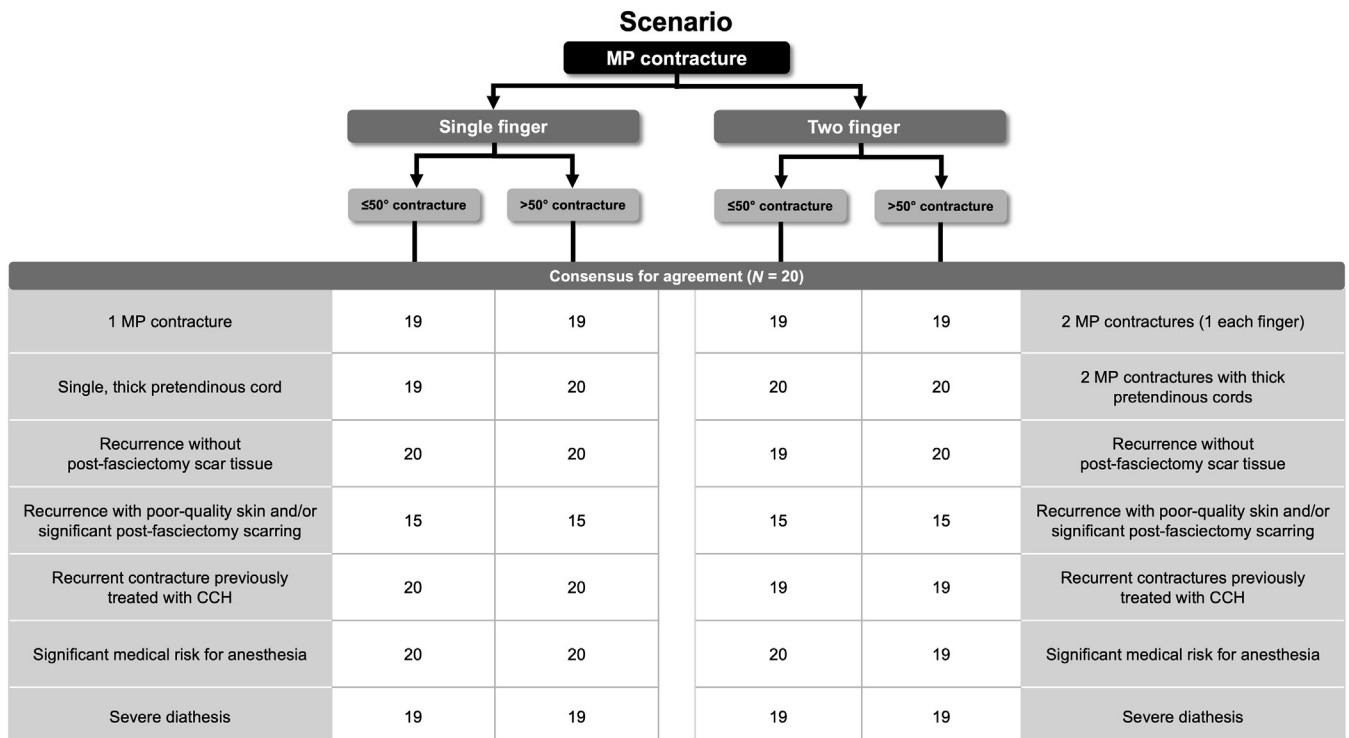 Scenario
MP contracture
Single finger
Two finger
≤50° contracture
>50° contracture
≤50° contracture
>50° contracture
Consensus for agreement (N = 20)
1 MP contracture
19
19
19
19
2 MP contractures (1 each finger)
Single, thick pretendinous cord
19
20
20
20
2 MP contractures with thick
pretendinous cords
Recurrence without
post-fasciectomy scar tissue
20
20
19
20
Recurrence without
post-fasciectomy scar tissue
Recurrence with poor-quality skin and/or
significant post-fasciectomy scarring
15
15
15
15
Recurrence with poor-quality skin and/or
significant post-fasciectomy scarring
Recurrent contracture previously
treated with CCH
20
20
19
19
Recurrent contractures previously
treated with CCH
Significant medical risk for anesthesia
20
20
20
19
Significant medical risk for anesthesia
Severe diathesis
19
19
19
19
Severe diathesis